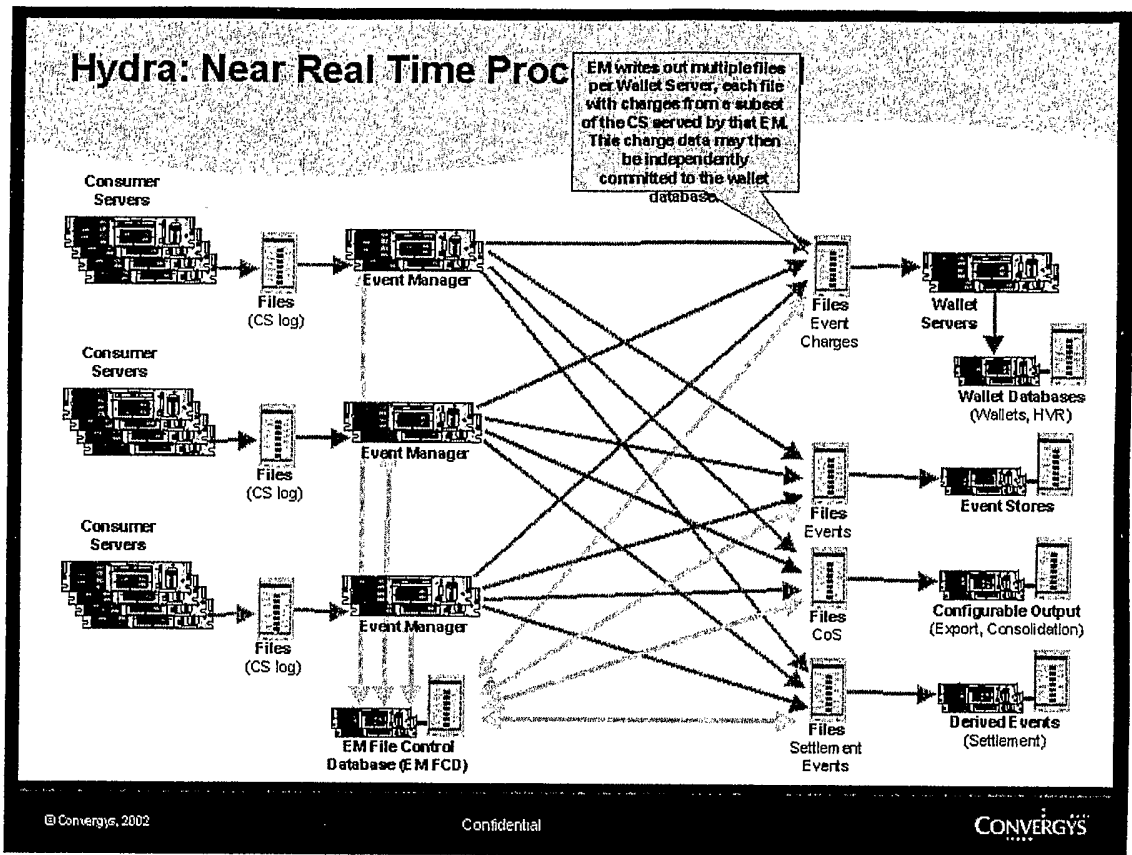 Hydra: Near Real Time Proc
EM writes out multiple files
per Wallet Server, each file
with charges from a subset
of the CS served by that EM.
This charge data may then
be independently
committed to the wallet
database.
Consumer
Servers
Files
(CS log)
Event Manager
Files
Event
Charges
Wallet
Servers
Wallet Databases
(Wallets, HVR)
Consumer
Servers
Files
(CS log)
Event Manager
Files
Events
Event Stores
Consumer
Servers
Files
(CS log)
Event Manager
Files
CoS
Configurable Output
(Export, Consolidation)
EM File Control
Database (EM FCD)
Files
Settlement
Events
Derived Events
(Settlement)
© Convergys, 2002
Confidential
CONVERGYS